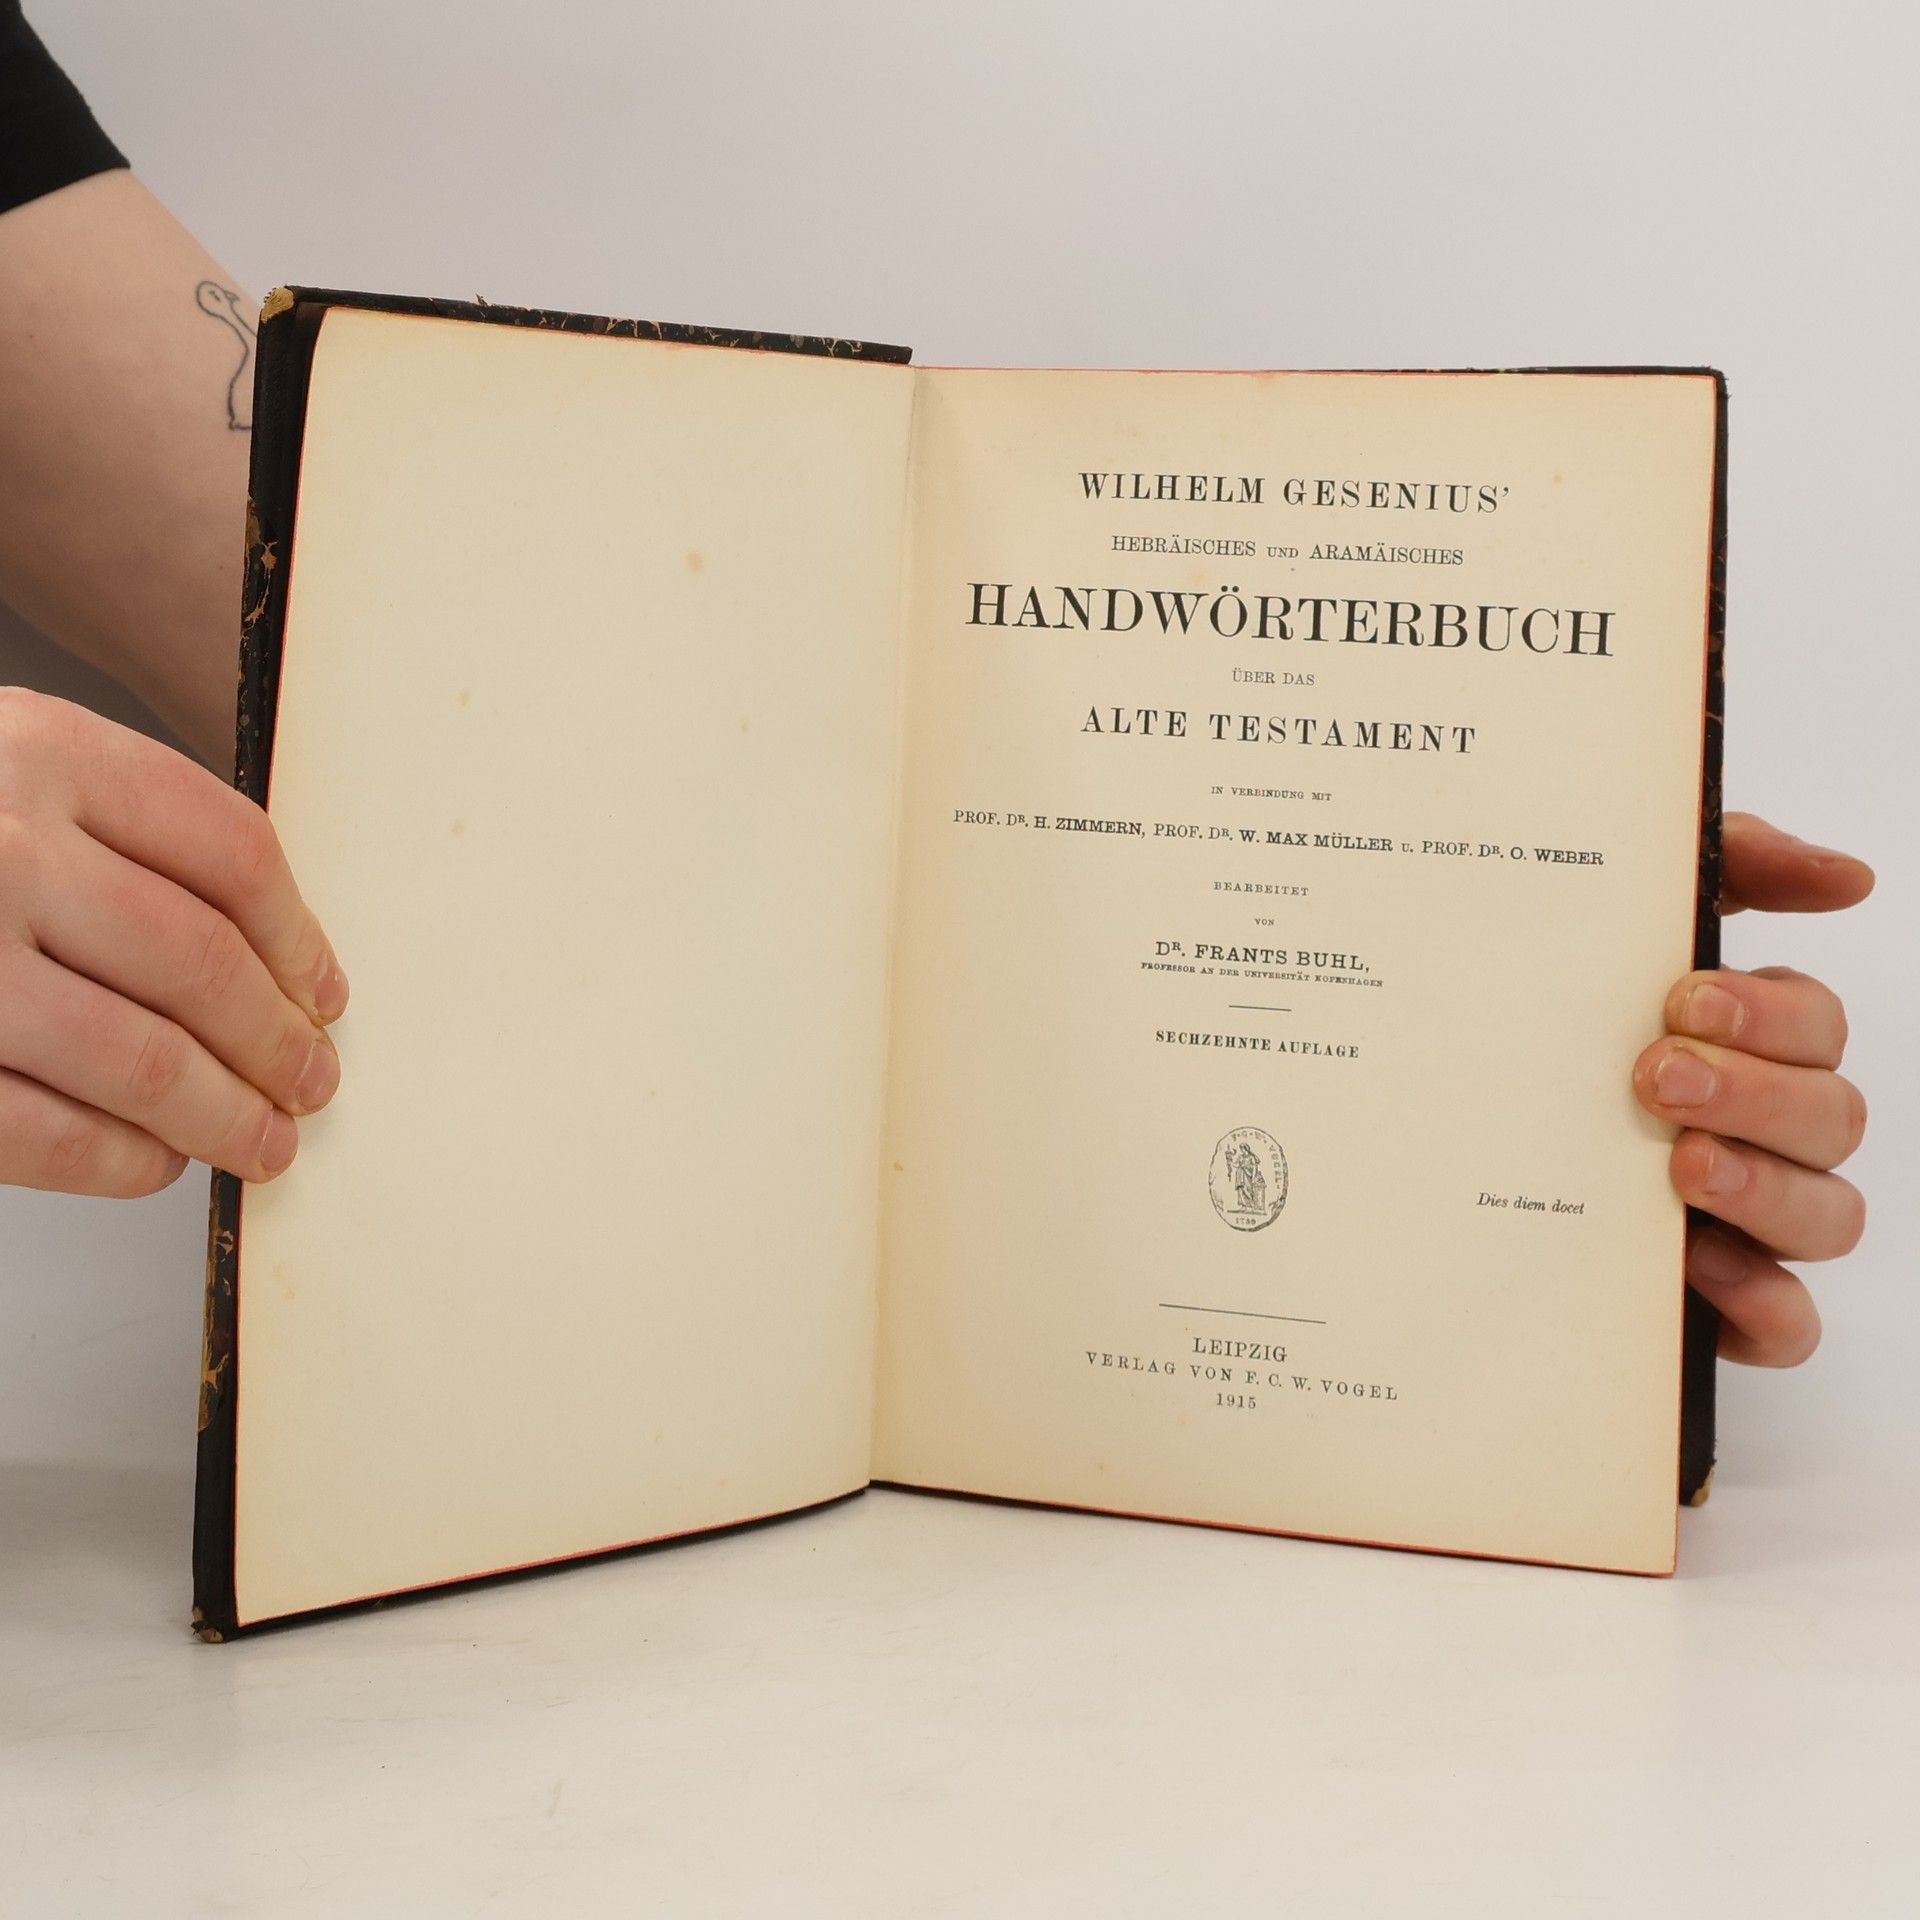 WILHELM GESENIUS'
HEBRÄISCHES UND ARAMÄISCHES
HANDWÖRTERBUCH
ÜBER DAS
ALTE TESTAMENT
IN VERBINDUNG MIT
PROF. DR. H. ZIMMERN, PROF. DR. W. MAX MÜLLER U. PROF. DR. O. WEBER
BEARBEITET
VON
DR. FRANTS BUHL,
PROFESSOR AN DER UNIVERSITÄT KOPENHAGEN
SECHZEHNTE AUFLAGE
F·C·W· VOGEL
1730
Dies diem docet
LEIPZIG
VERLAG VON F. C. W. VOGEL
1915